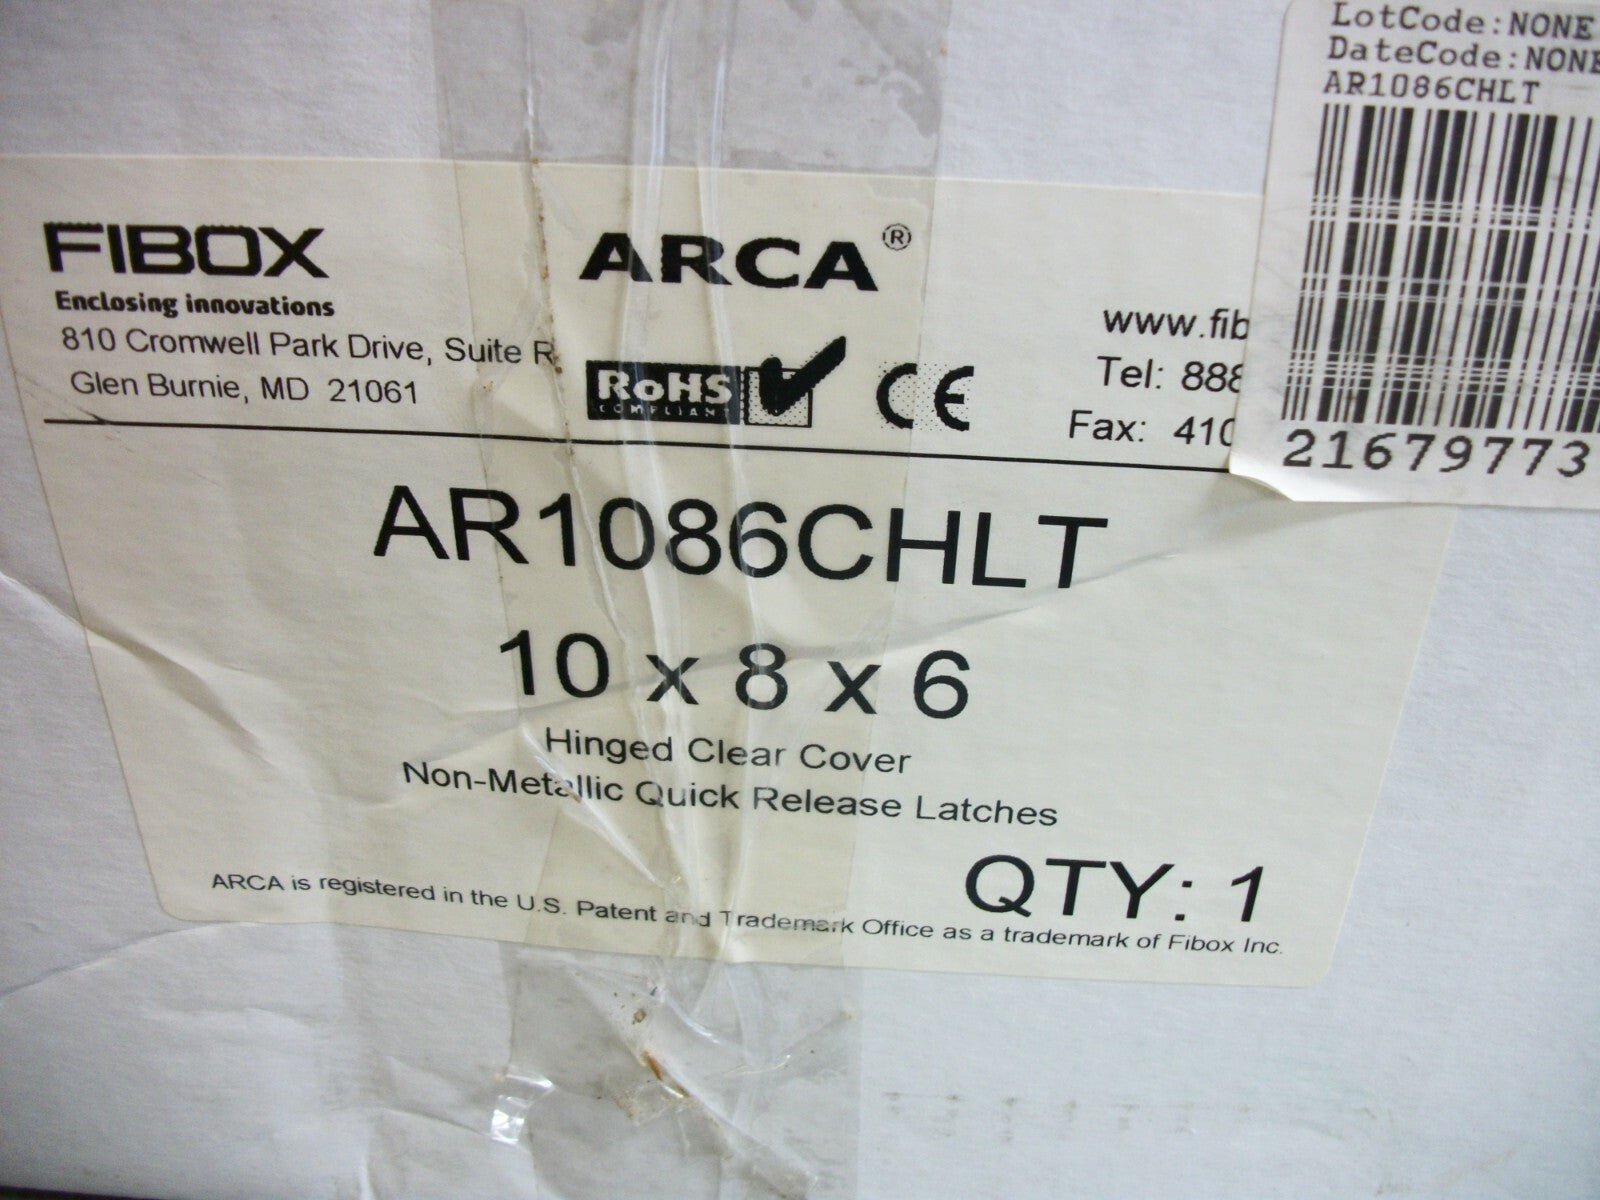 LotCode:NONE
DateCode:NONE
AR1086CHLT
21679773
FIBOX
Enclosing innovations
810 Cromwell Park Drive, Suite R
Glen Burnie, MD 21061
ARCA®
RoHS
COMPLIANT
CE
www.fib
Tel: 888
Fax: 410
AR1086CHLT
10 x 8 x 6
Hinged Clear Cover
Non-Metallic Quick Release Latches
QTY: 1
ARCA is registered in the U.S. Patent and Trademark Office as a trademark of Fibox Inc.